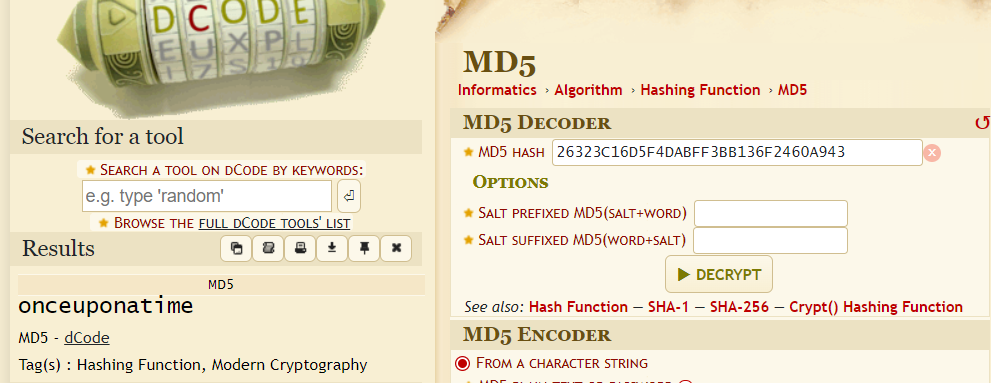 DCODE
EUXPL
Search for a tool
★ SEARCH A TOOL ON DCODE BY KEYWORDS:
e.g. type 'random'
★ BROWSE THE FULL DCODE TOOLS' LIST
Results
MD5
onceuponatime
MD5 - dCode
Tag(s) : Hashing Function, Modern Cryptography
MD5
Informatics › Algorithm › Hashing Function › MD5
MD5 DECODER
★ MD5 HASH 26323C16D5F4DABFF3BB136F2460A943
OPTIONS
★ SALT PREFIXED MD5(SALT+WORD)
★ SALT SUFFIXED MD5(WORD+SALT)
▶ DECRYPT
See also: Hash Function — SHA-1 — SHA-256 — Crypt() Hashing Function
MD5 ENCODER
FROM A CHARACTER STRING